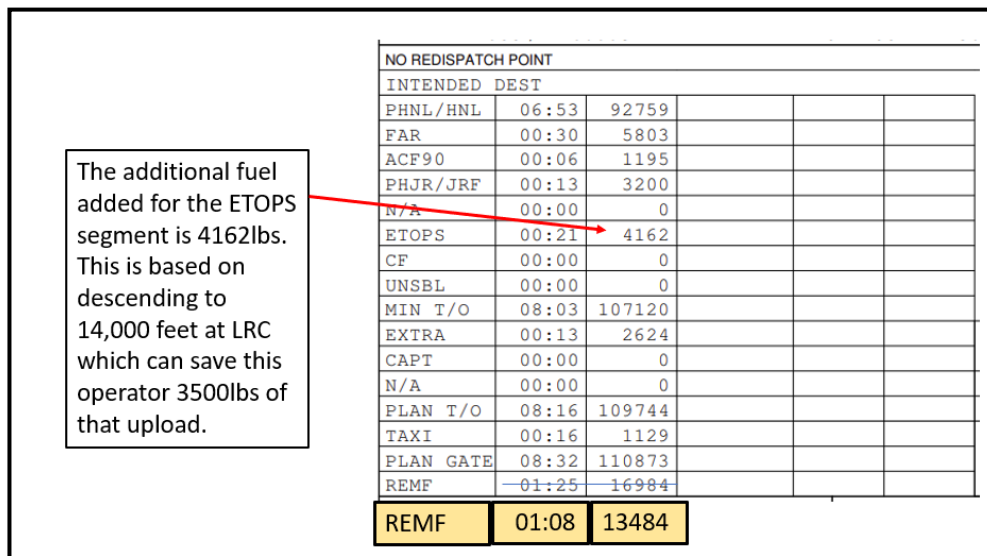 NO REDISPATCH POINT
INTENDED DEST
PHNL/HNL 06:53 92759
FAR 00:30 5803
ACF90 00:06 1195
PHJR/JRF 00:13 3200
N/A 00:00 0
ETOPS 00:21 4162
CF 00:00 0
UNSBL 00:00 0
MIN T/O 08:03 107120
EXTRA 00:13 2624
CAPT 00:00 0
N/A 00:00 0
PLAN T/O 08:16 109744
TAXI 00:16 1129
PLAN GATE 08:32 110873
REMF 01:25 16984
REMF 01:08 13484
The additional fuel
added for the ETOPS
segment is 4162lbs.
This is based on
descending to
14,000 feet at LRC
which can save this
operator 3500lbs of
that upload.